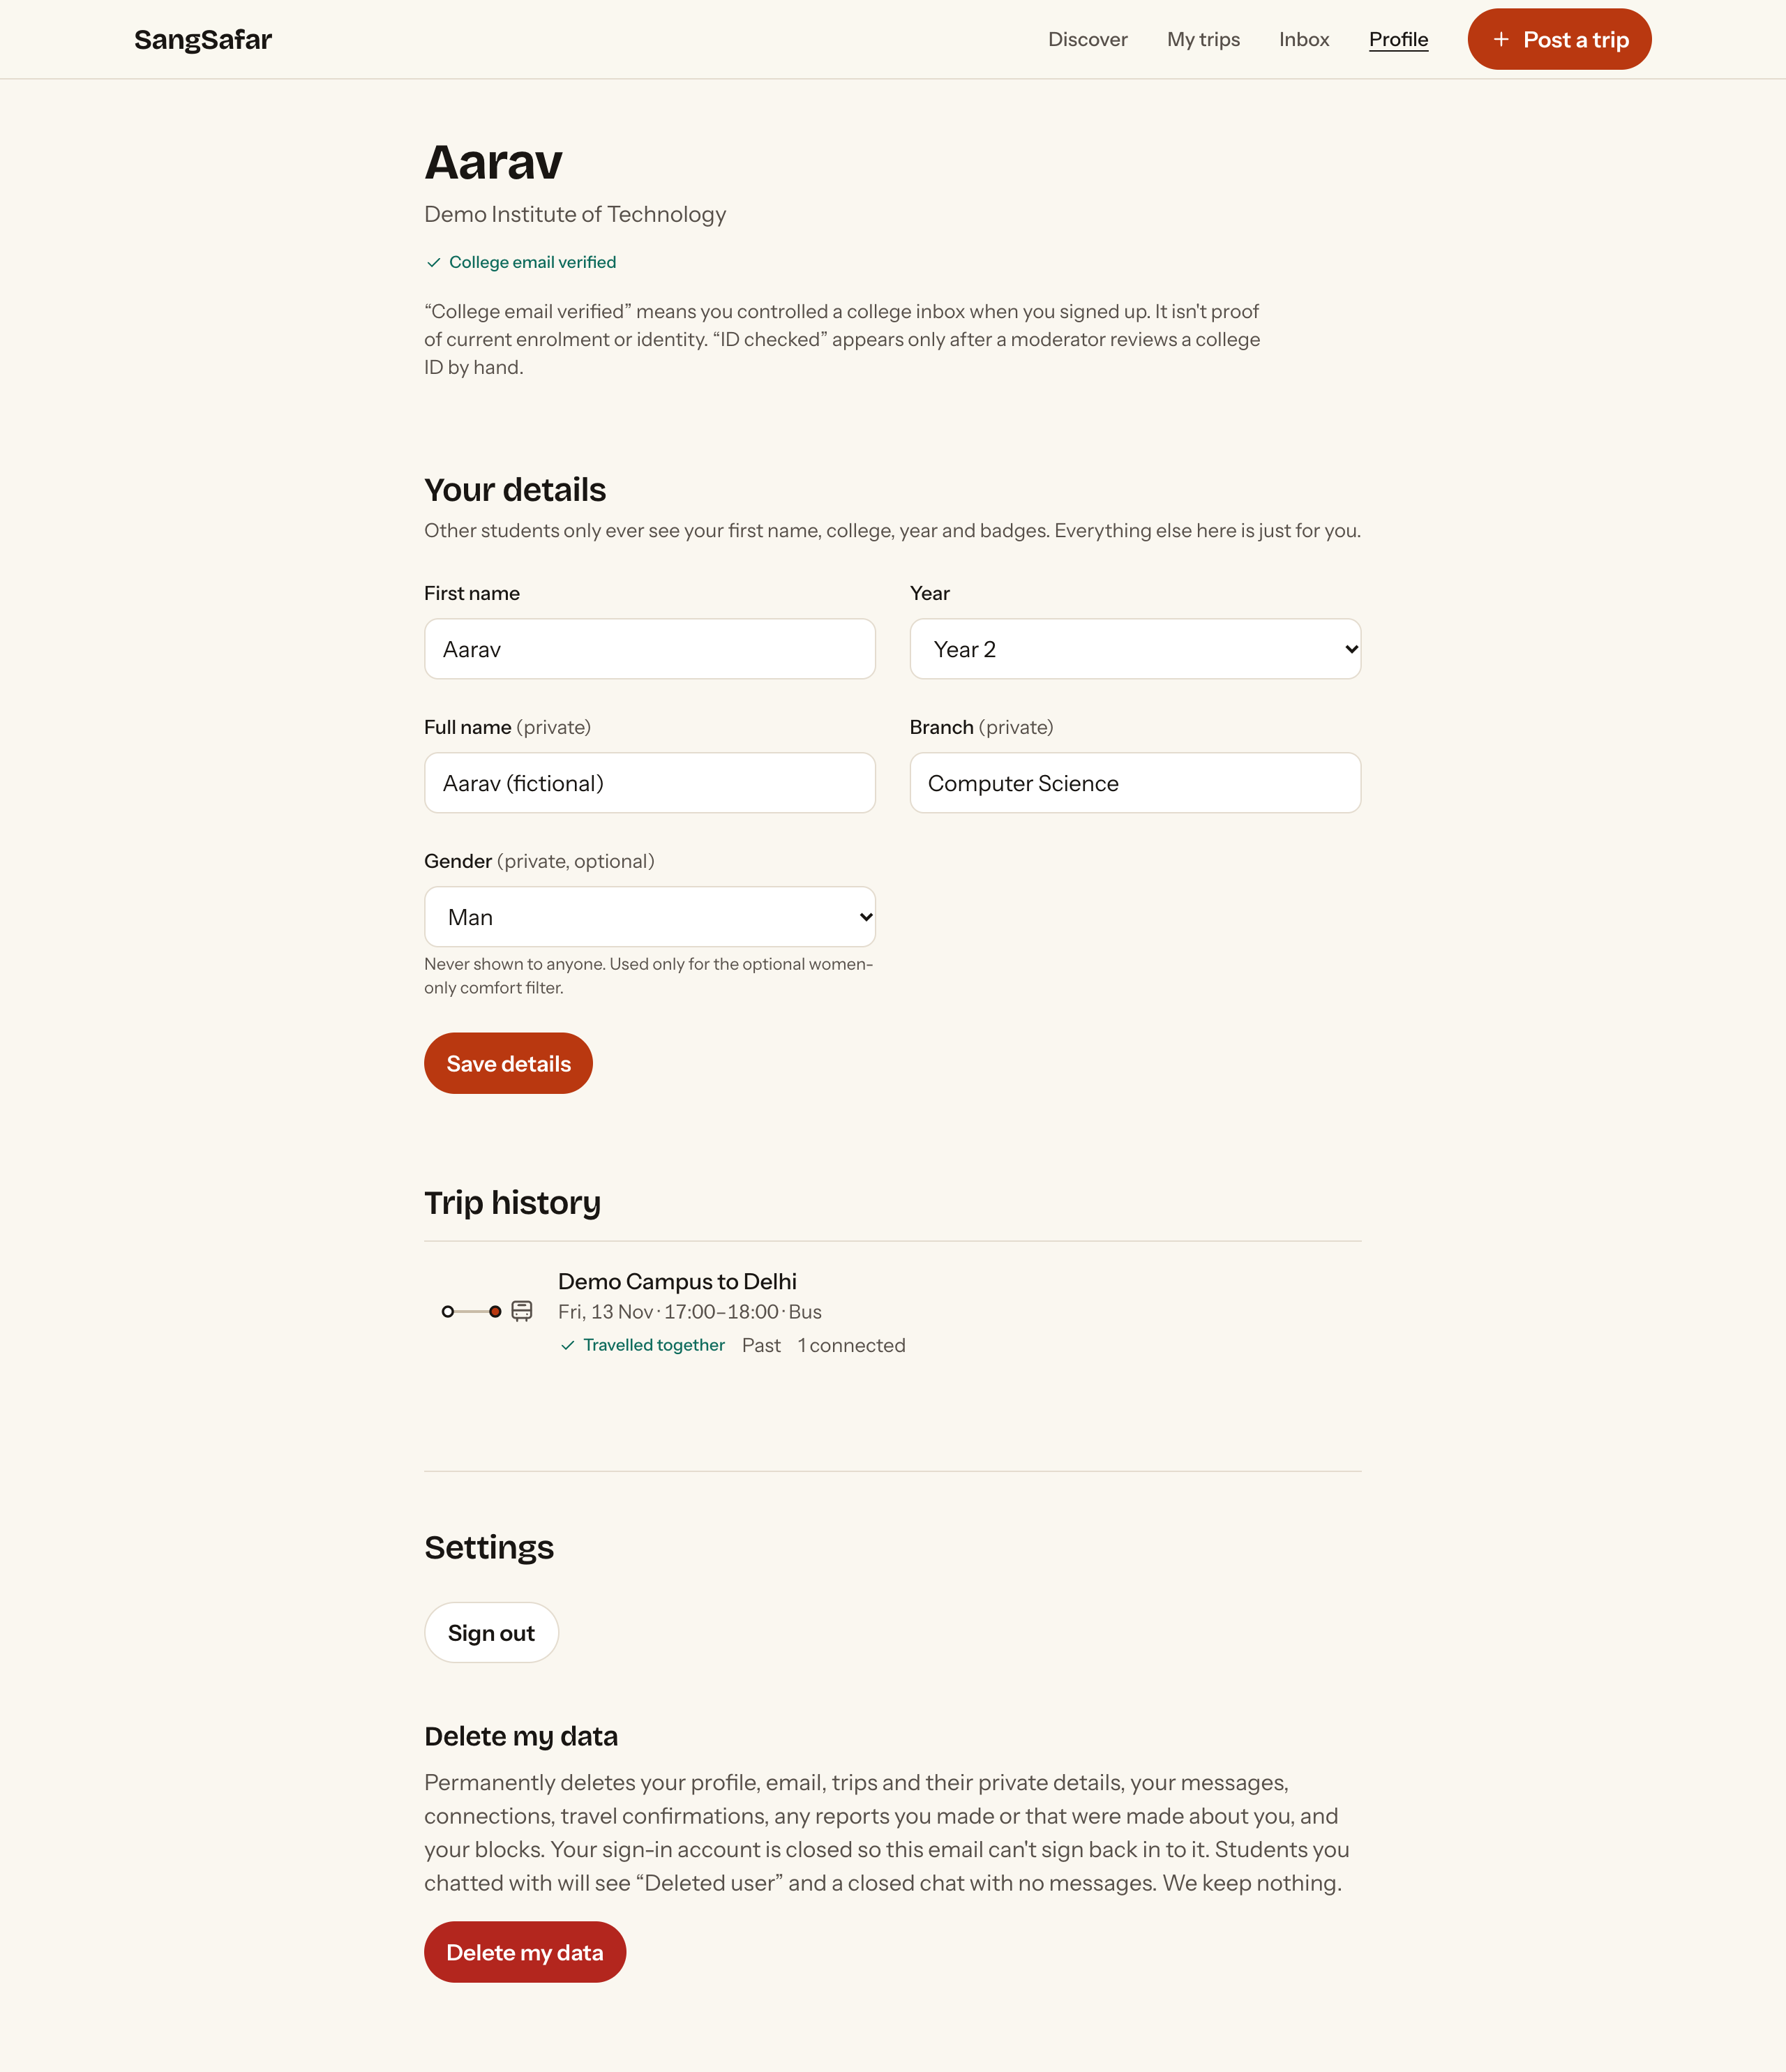 SangSafar
Discover
My trips
Inbox
Profile
+ Post a trip
Aarav
Demo Institute of Technology
College email verified
“College email verified” means you controlled a college inbox when you signed up. It isn't proof
of current enrolment or identity. “ID checked” appears only after a moderator reviews a college
ID by hand.
Your details
Other students only ever see your first name, college, year and badges. Everything else here is just for you.
First name
Year
Aarav
Year 2
Full name (private)
Branch (private)
Aarav (fictional)
Computer Science
Gender (private, optional)
Man
Never shown to anyone. Used only for the optional women-
only comfort filter.
Save details
Trip history
Demo Campus to Delhi
Fri, 13 Nov · 17:00–18:00 · Bus
Travelled together Past 1 connected
Settings
Sign out
Delete my data
Permanently deletes your profile, email, trips and their private details, your messages,
connections, travel confirmations, any reports you made or that were made about you, and
your blocks. Your sign-in account is closed so this email can't sign back in to it. Students you
chatted with will see “Deleted user” and a closed chat with no messages. We keep nothing.
Delete my data